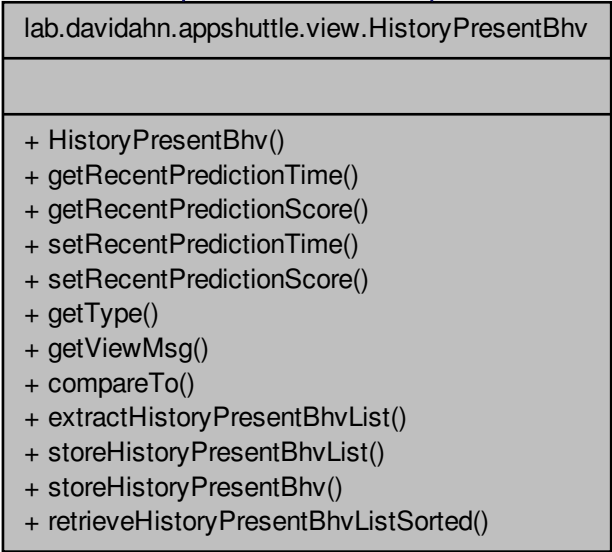 lab.davidahn.appshuttle.view.HistoryPresentBhv
+ HistoryPresentBhv()
+ getRecentPredictionTime()
+ getRecentPredictionScore()
+ setRecentPredictionTime()
+ setRecentPredictionScore()
+ getType()
+ getViewMsg()
+ compareTo()
+ extractHistoryPresentBhvList()
+ storeHistoryPresentBhvList()
+ storeHistoryPresentBhv()
+ retrieveHistoryPresentBhvListSorted()